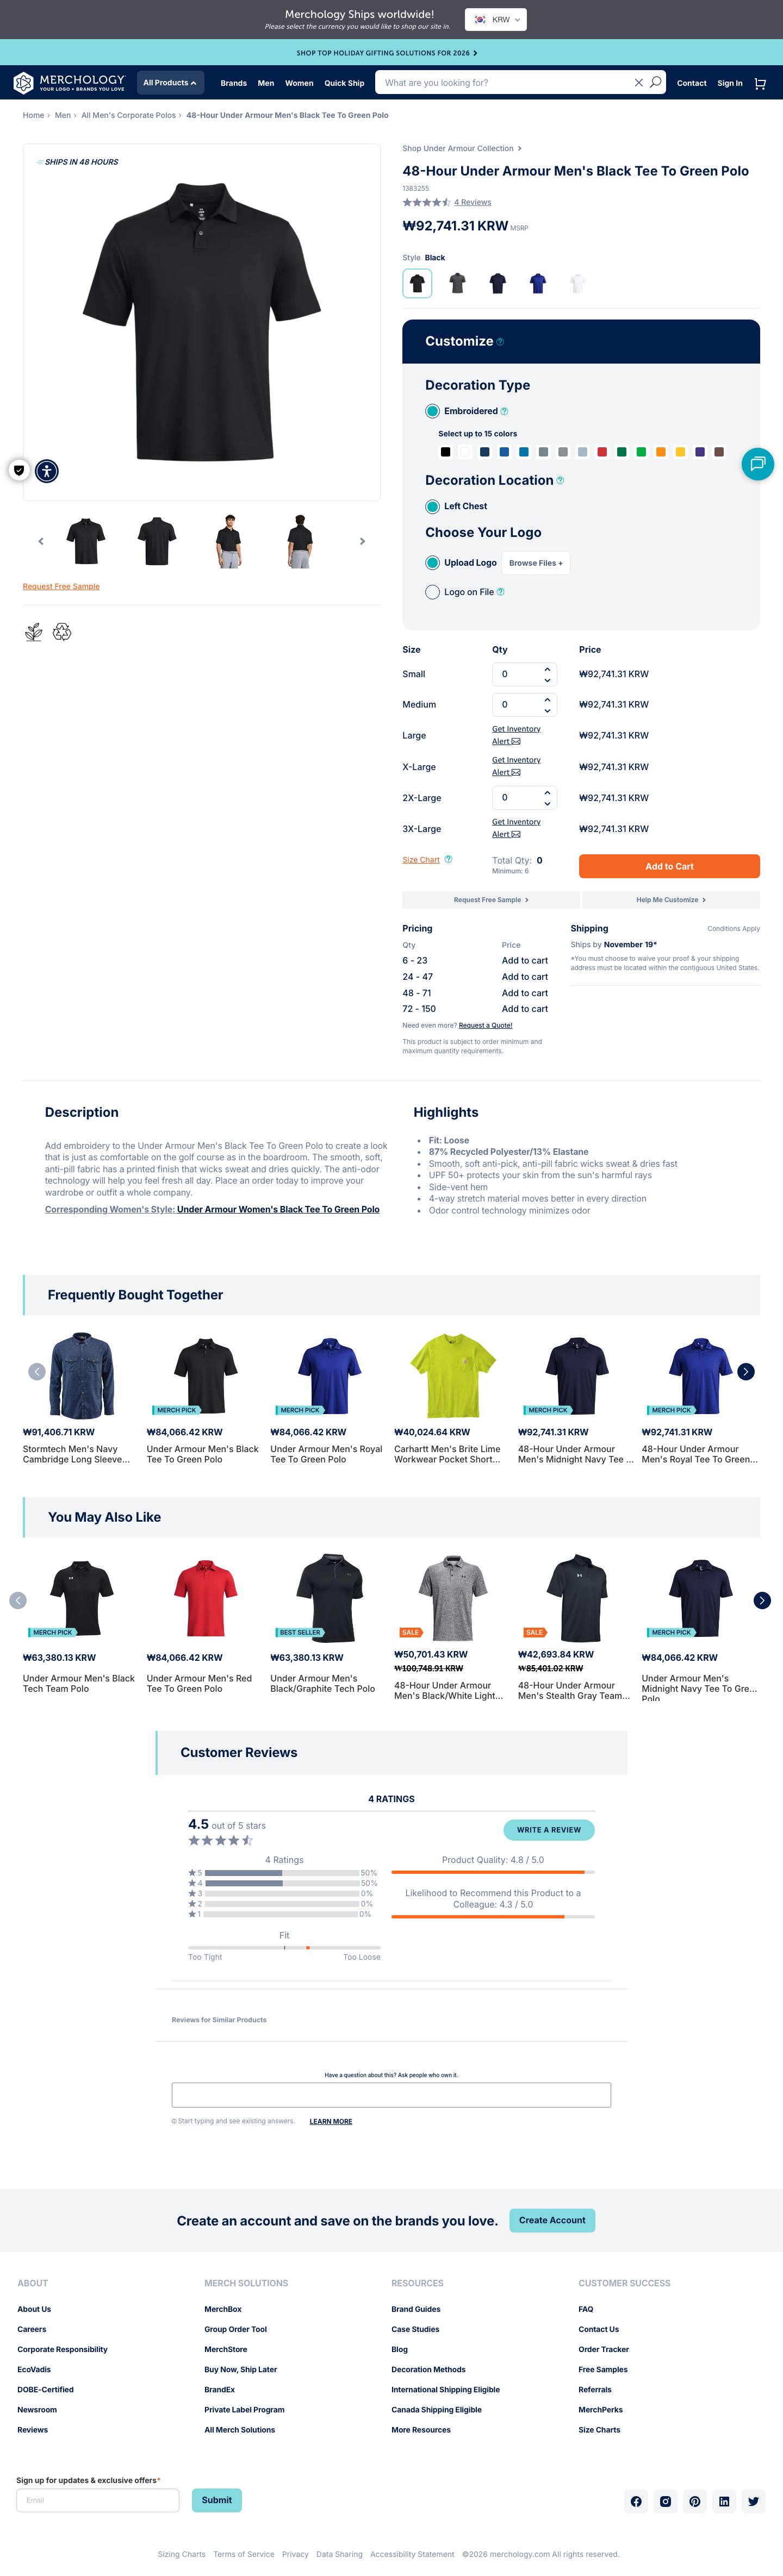 Merchology Ships worldwide!
Please select the currency you would like to shop our site in.
KRW
SHOP TOP HOLIDAY GIFTING SOLUTIONS FOR 2026
MERCHOLOGY
YOUR LOGO + BRANDS YOU LOVE
All Products
Brands
Men
Women
Quick Ship
What are you looking for?
Contact
Sign In
Home › Men › All Men's Corporate Polos › 48-Hour Under Armour Men's Black Tee To Green Polo
SHIPS IN 48 HOURS
Request Free Sample
Shop Under Armour Collection
48-Hour Under Armour Men's Black Tee To Green Polo
1383255
4 Reviews
₩92,741.31 KRW MSRP
Style Black
Customize
Decoration Type
Embroidered
Select up to 15 colors
Decoration Location
Left Chest
Choose Your Logo
Upload Logo
Browse Files +
Logo on File
Size Qty Price
Small 0 ₩92,741.31 KRW
Medium 0 ₩92,741.31 KRW
Large Get Inventory Alert ₩92,741.31 KRW
X-Large Get Inventory Alert ₩92,741.31 KRW
2X-Large 0 ₩92,741.31 KRW
3X-Large Get Inventory Alert ₩92,741.31 KRW
Size Chart
Total Qty: 0
Minimum: 6
Add to Cart
Request Free Sample
Help Me Customize
Pricing
Qty Price
6 - 23 Add to cart
24 - 47 Add to cart
48 - 71 Add to cart
72 - 150 Add to cart
Need even more? Request a Quote!
This product is subject to order minimum and
maximum quantity requirements.
Shipping
Conditions Apply
Ships by November 19*
*You must choose to waive your proof & your shipping
address must be located within the contiguous United States.
Description
Add embroidery to the Under Armour Men's Black Tee To Green Polo to create a look
that is just as comfortable on the golf course as in the boardroom. The smooth, soft,
anti-pill fabric has a printed finish that wicks sweat and dries quickly. The anti-odor
technology will help you feel fresh all day. Place an order today to improve your
wardrobe or outfit a whole company.
Corresponding Women's Style: Under Armour Women's Black Tee To Green Polo
Highlights
Fit: Loose
87% Recycled Polyester/13% Elastane
Smooth, soft anti-pick, anti-pill fabric wicks sweat & dries fast
UPF 50+ protects your skin from the sun's harmful rays
Side-vent hem
4-way stretch material moves better in every direction
Odor control technology minimizes odor
Frequently Bought Together
₩91,406.71 KRW
Stormtech Men's Navy
Cambridge Long Sleeve...
MERCH PICK
₩84,066.42 KRW
Under Armour Men's Black
Tee To Green Polo
MERCH PICK
₩84,066.42 KRW
Under Armour Men's Royal
Tee To Green Polo
₩40,024.64 KRW
Carhartt Men's Brite Lime
Workwear Pocket Short...
MERCH PICK
₩92,741.31 KRW
48-Hour Under Armour
Men's Midnight Navy Tee ...
MERCH PICK
₩92,741.31 KRW
48-Hour Under Armour
Men's Royal Tee To Green...
You May Also Like
MERCH PICK
₩63,380.13 KRW
Under Armour Men's Black
Tech Team Polo
₩84,066.42 KRW
Under Armour Men's Red
Tee To Green Polo
BEST SELLER
₩63,380.13 KRW
Under Armour Men's
Black/Graphite Tech Polo
SALE
₩50,701.43 KRW
₩100,748.91 KRW
48-Hour Under Armour
Men's Black/White Light...
SALE
₩42,693.84 KRW
₩85,401.02 KRW
48-Hour Under Armour
Men's Stealth Gray Team...
MERCH PICK
₩84,066.42 KRW
Under Armour Men's
Midnight Navy Tee To Gre...
Polo
Customer Reviews
4 RATINGS
4.5 out of 5 stars
WRITE A REVIEW
4 Ratings
5 50%
4 50%
3 0%
2 0%
1 0%
Product Quality: 4.8 / 5.0
Likelihood to Recommend this Product to a
Colleague: 4.3 / 5.0
Fit
Too Tight Too Loose
Reviews for Similar Products
Have a question about this? Ask people who own it.
Start typing and see existing answers.
LEARN MORE
Create an account and save on the brands you love.
Create Account
ABOUT
About Us
Careers
Corporate Responsibility
EcoVadis
DOBE-Certified
Newsroom
Reviews
MERCH SOLUTIONS
MerchBox
Group Order Tool
MerchStore
Buy Now, Ship Later
BrandEx
Private Label Program
All Merch Solutions
RESOURCES
Brand Guides
Case Studies
Blog
Decoration Methods
International Shipping Eligible
Canada Shipping Eligible
More Resources
CUSTOMER SUCCESS
FAQ
Contact Us
Order Tracker
Free Samples
Referrals
MerchPerks
Size Charts
Sign up for updates & exclusive offers*
Email
Submit
Sizing Charts Terms of Service Privacy Data Sharing Accessibility Statement ©2026 merchology.com All rights reserved.